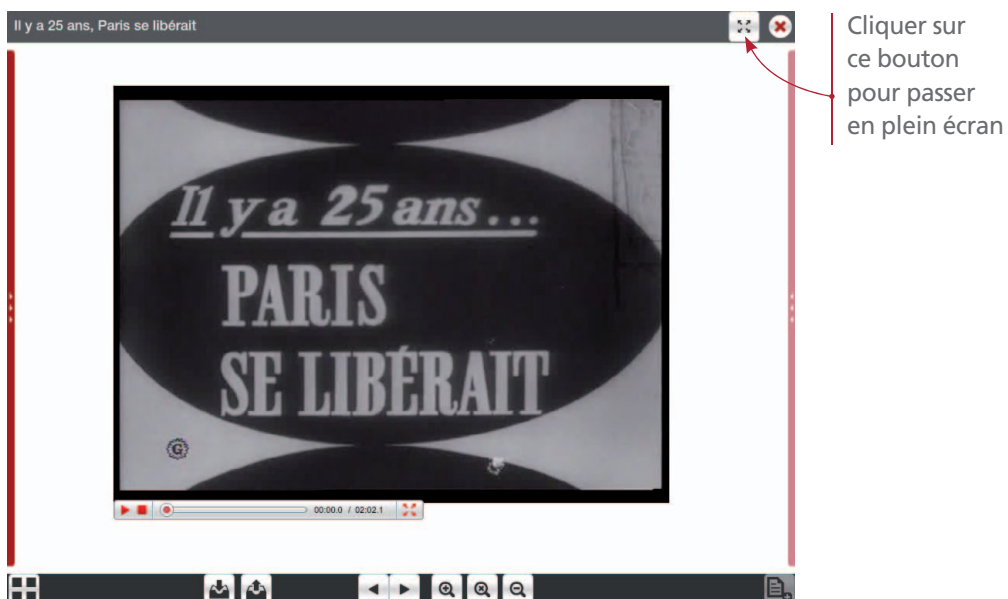 Il y a 25 ans, Paris se libérait
Cliquer sur
ce bouton
pour passer
en plein écran
Il y a 25 ans...
PARIS
SE LIBÉRAIT
G
00:00.0 / 02:02.1